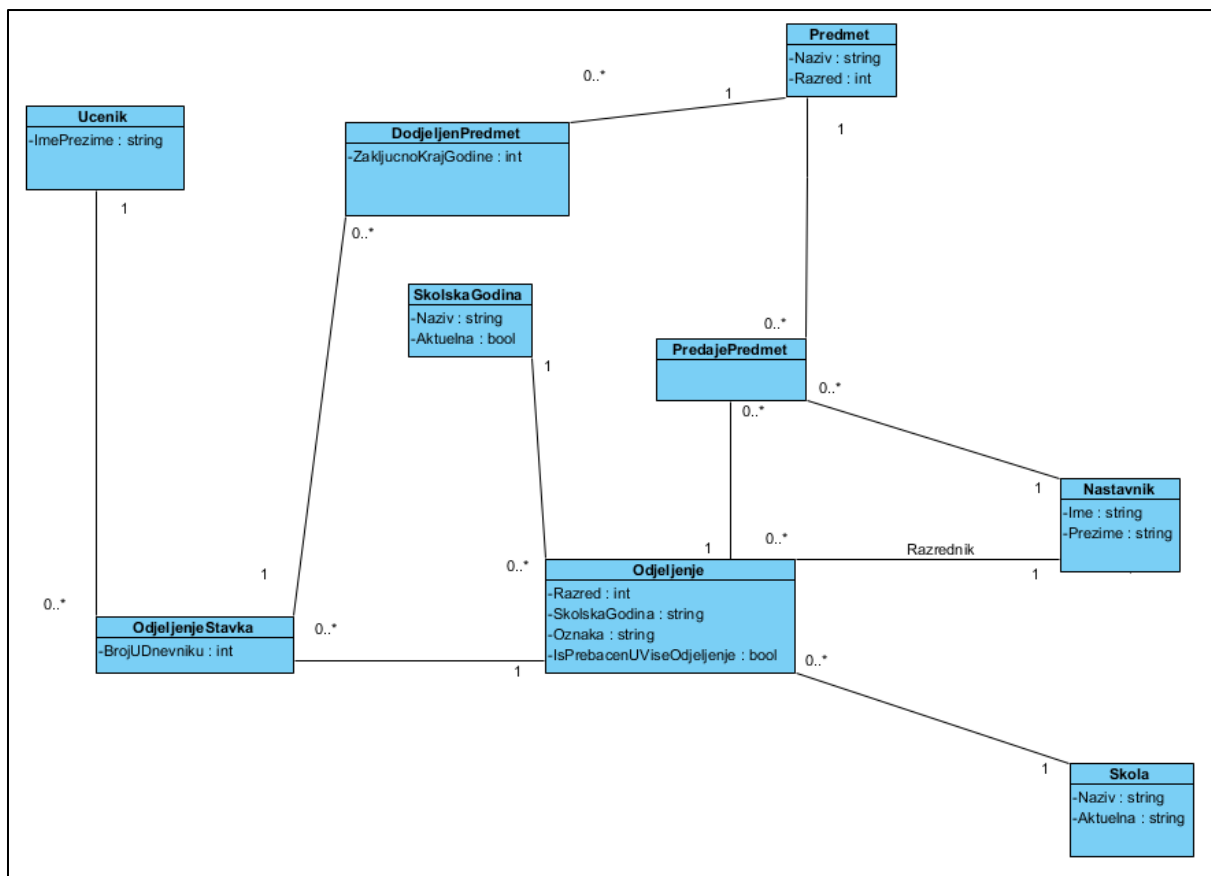 Predmet
-Naziv : string
-Razred : int
0..*
1
1
Ucenik
-ImePrezime : string
1
DodjeljenPredmet
-ZakljucnoKrajGodine : int
0..*
SkolskaGodina
-Naziv : string
-Aktuelna : bool
1
0..*
PredajePredmet
0..*
0..*
1
Nastavnik
-Ime : string
-Prezime : string
1
0..*
Razrednik
1
0..*
Odjeljenje
-Razred : int
-SkolskaGodina : string
-Oznaka : string
-IsPrebacenUViseOdjeljenje : bool
1
0..*
OdjeljenjeStavka
-BrojUDnevniku : int
0..*
1
0..*
1
Skola
-Naziv : string
-Aktuelna : string